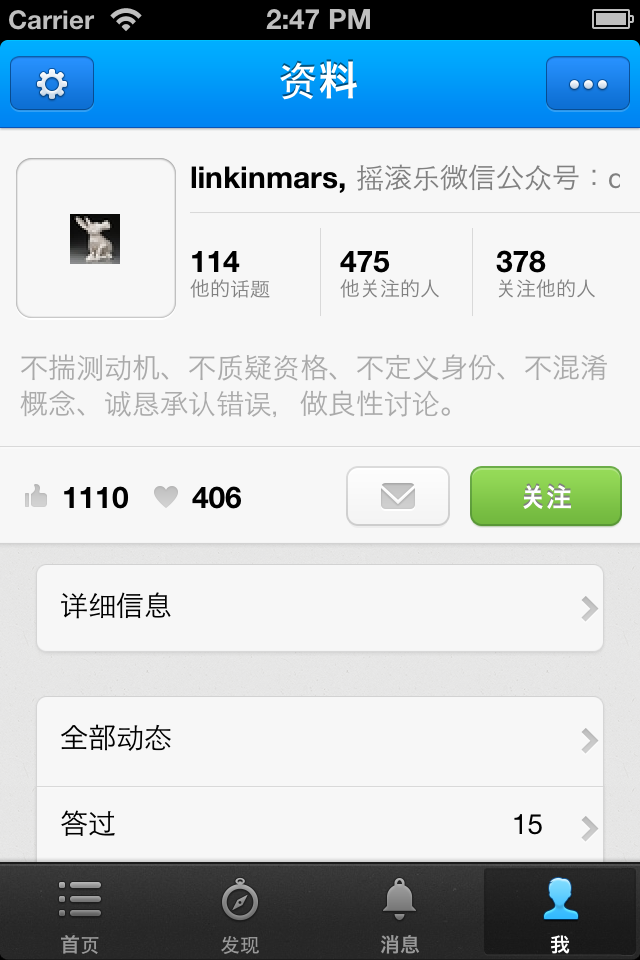 Carrier 2:47 PM
资料
linkinmars, 摇滚乐微信公众号：c
114 475 378
他的话题 他关注的人 关注他的人
不揣测动机、不质疑资格、不定义身份、不混淆
概念、诚恳承认错误，做良性讨论。
1110 406 关注
详细信息
全部动态
答过 15
首页 发现 消息 我